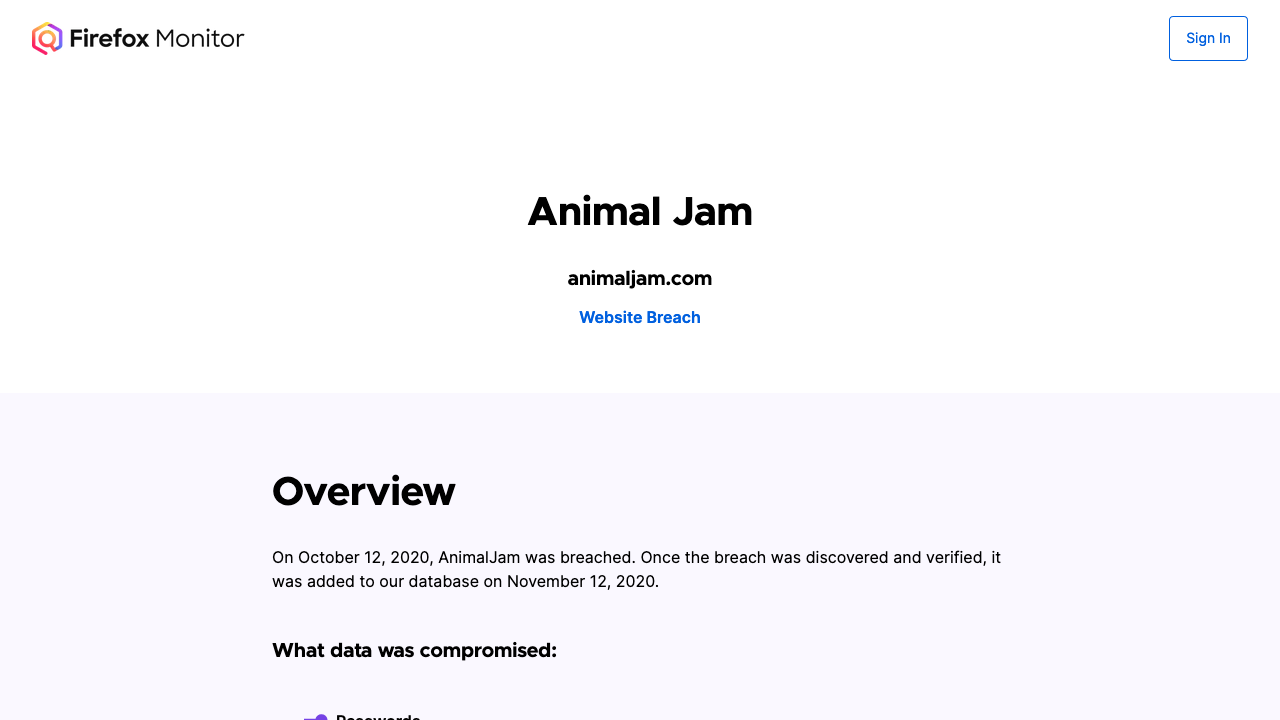 Firefox Monitor
Sign In
Animal Jam
animaljam.com
Website Breach
Overview
On October 12, 2020, AnimalJam was breached. Once the breach was discovered and verified, it
was added to our database on November 12, 2020.
What data was compromised:
Passwords